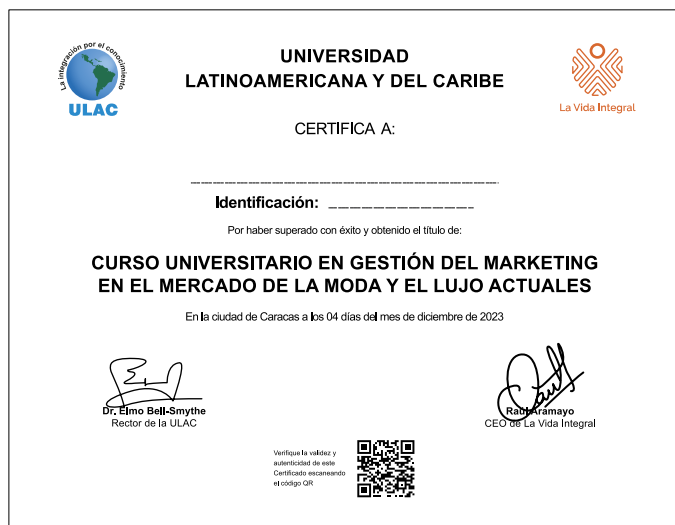 La integración por el conocimiento
ULAC
UNIVERSIDAD
LATINOAMERICANA Y DEL CARIBE
La Vida Integral
CERTIFICA A:
Identificación:
Por haber superado con éxito y obtenido el título de:
CURSO UNIVERSITARIO EN GESTIÓN DEL MARKETING
EN EL MERCADO DE LA MODA Y EL LUJO ACTUALES
En la ciudad de Caracas a los 04 días del mes de diciembre de 2023
Dr. Elmo Bell-Smythe
Rector de la ULAC
Raúl Aramayo
CEO de La Vida Integral
Verifique la validez y
autenticidad de este
Certificado escaneando
el código QR